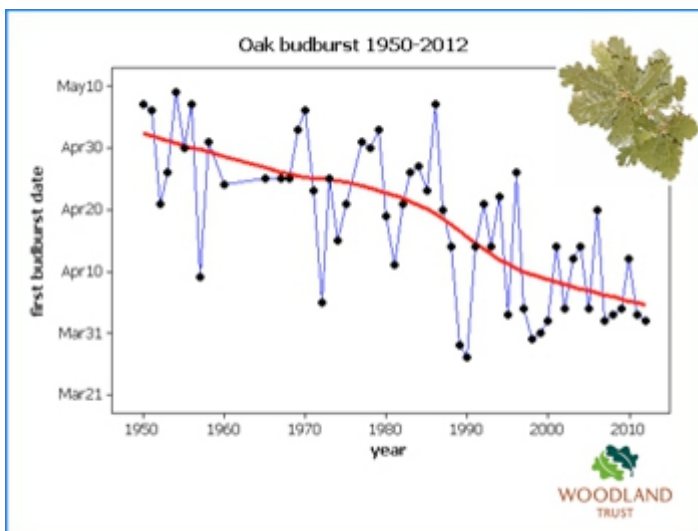 Oak budburst 1950-2012
first budburst date
May10
Apr30
Apr20
Apr10
Mar31
Mar21
1950 1960 1970 1980 1990 2000 2010
year
WOODLAND
TRUST